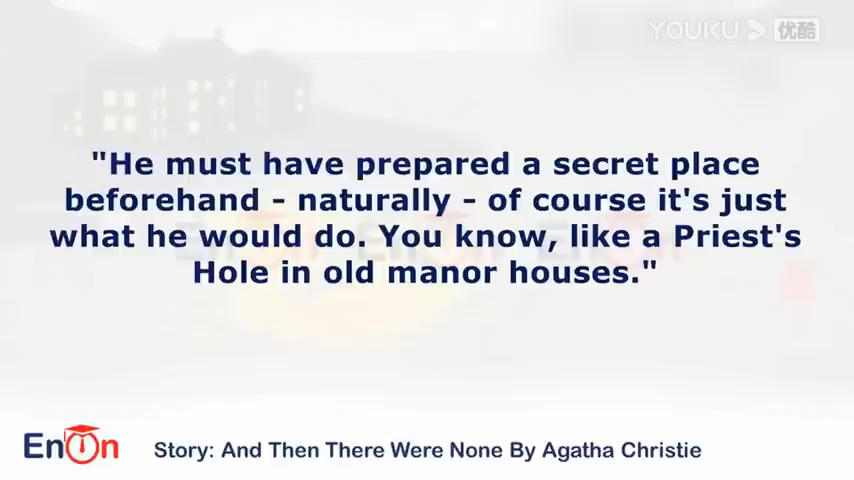 YOUKU 优酷
"He must have prepared a secret place
beforehand - naturally - of course it's just
what he would do. You know, like a Priest's
Hole in old manor houses."
EnOn
Story: And Then There Were None By Agatha Christie